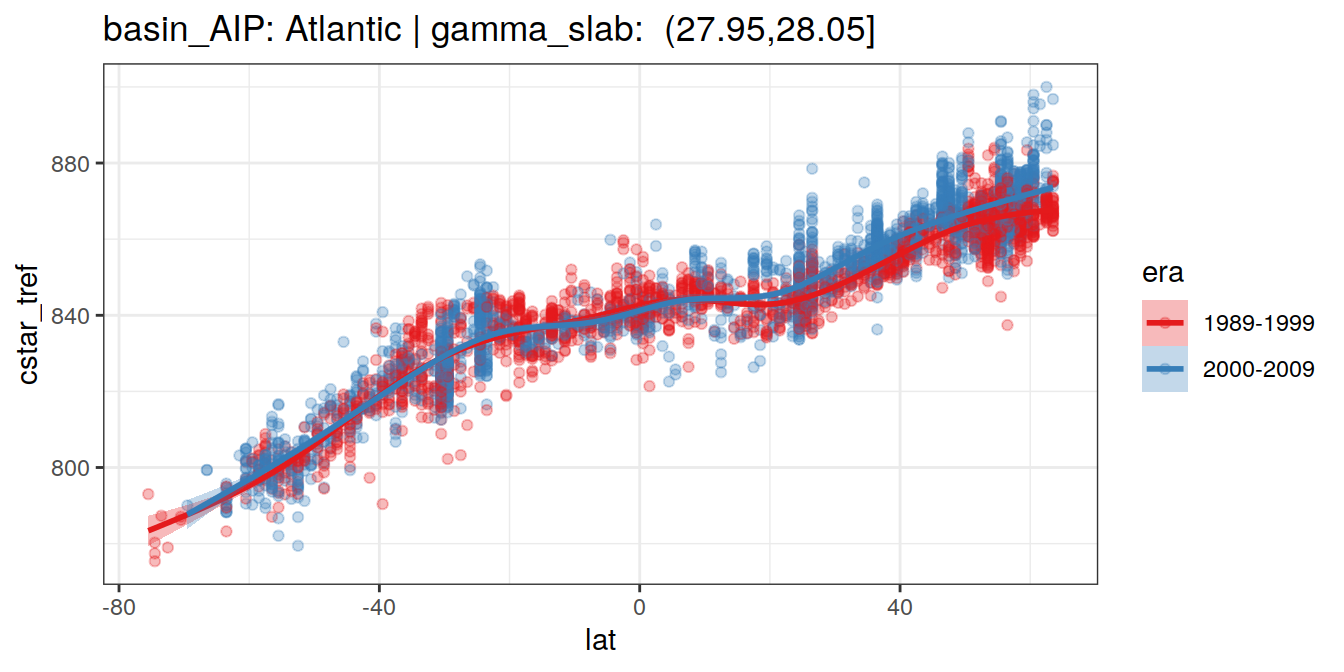 basin_AIP: Atlantic | gamma_slab:  (27.95,28.05]
880
840
800
cstar_tref
-80
-40
0
40
lat
era
1989-1999
2000-2009